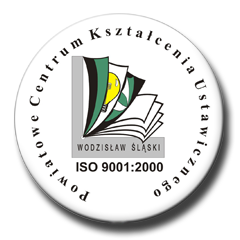 Powiatowe Centrum Kształcenia Ustawicznego
WODZISŁAW ŚLĄSKI
ISO 9001:2000